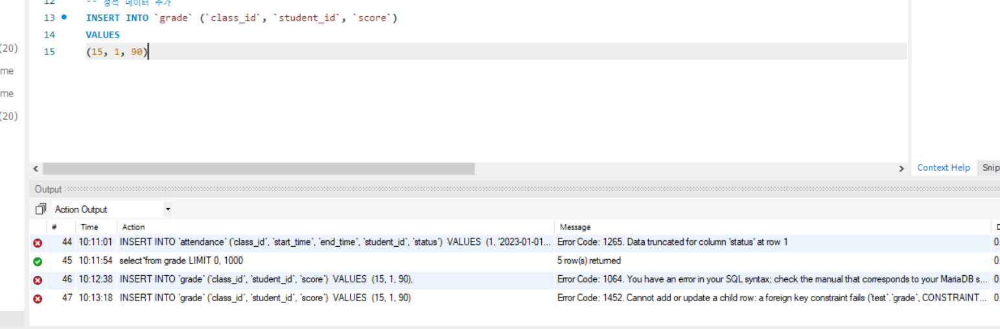 12 -- 성적 데이터 추가
13 INSERT INTO `grade` (`class_id`, `student_id`, `score`)
14 VALUES
(20)
15 (15, 1, 90)
me
me
(20)
Context Help Snip
Output
Action Output
# Time Action Message D
44 10:11:01 INSERT INTO `attendance` (`class_id`, `start_time`, `end_time`, `student_id`, `status`) VALUES (1, '2023-01-01... Error Code: 1265. Data truncated for column 'status' at row 1 0.
45 10:11:54 select*from grade LIMIT 0, 1000 5 row(s) returned 0.
46 10:12:38 INSERT INTO `grade` (`class_id`, `student_id`, `score`) VALUES (15, 1, 90), Error Code: 1064. You have an error in your SQL syntax; check the manual that corresponds to your MariaDB s... 0.
47 10:13:18 INSERT INTO `grade` (`class_id`, `student_id`, `score`) VALUES (15, 1, 90) Error Code: 1452. Cannot add or update a child row: a foreign key constraint fails (`test`.`grade`, CONSTRAINT... 0.